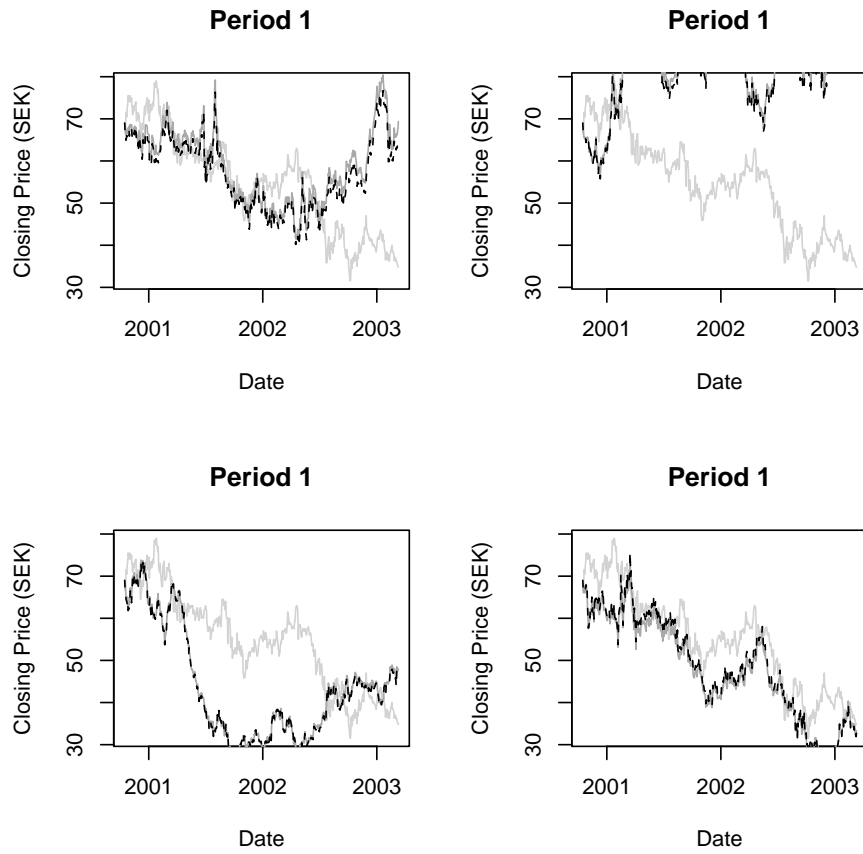 Period 1
Period 1
Closing Price (SEK)
70
50
30
2001
2002
2003
Date
Closing Price (SEK)
70
50
30
2001
2002
2003
Date
Period 1
Period 1
Closing Price (SEK)
70
50
30
2001
2002
2003
Date
Closing Price (SEK)
70
50
30
2001
2002
2003
Date